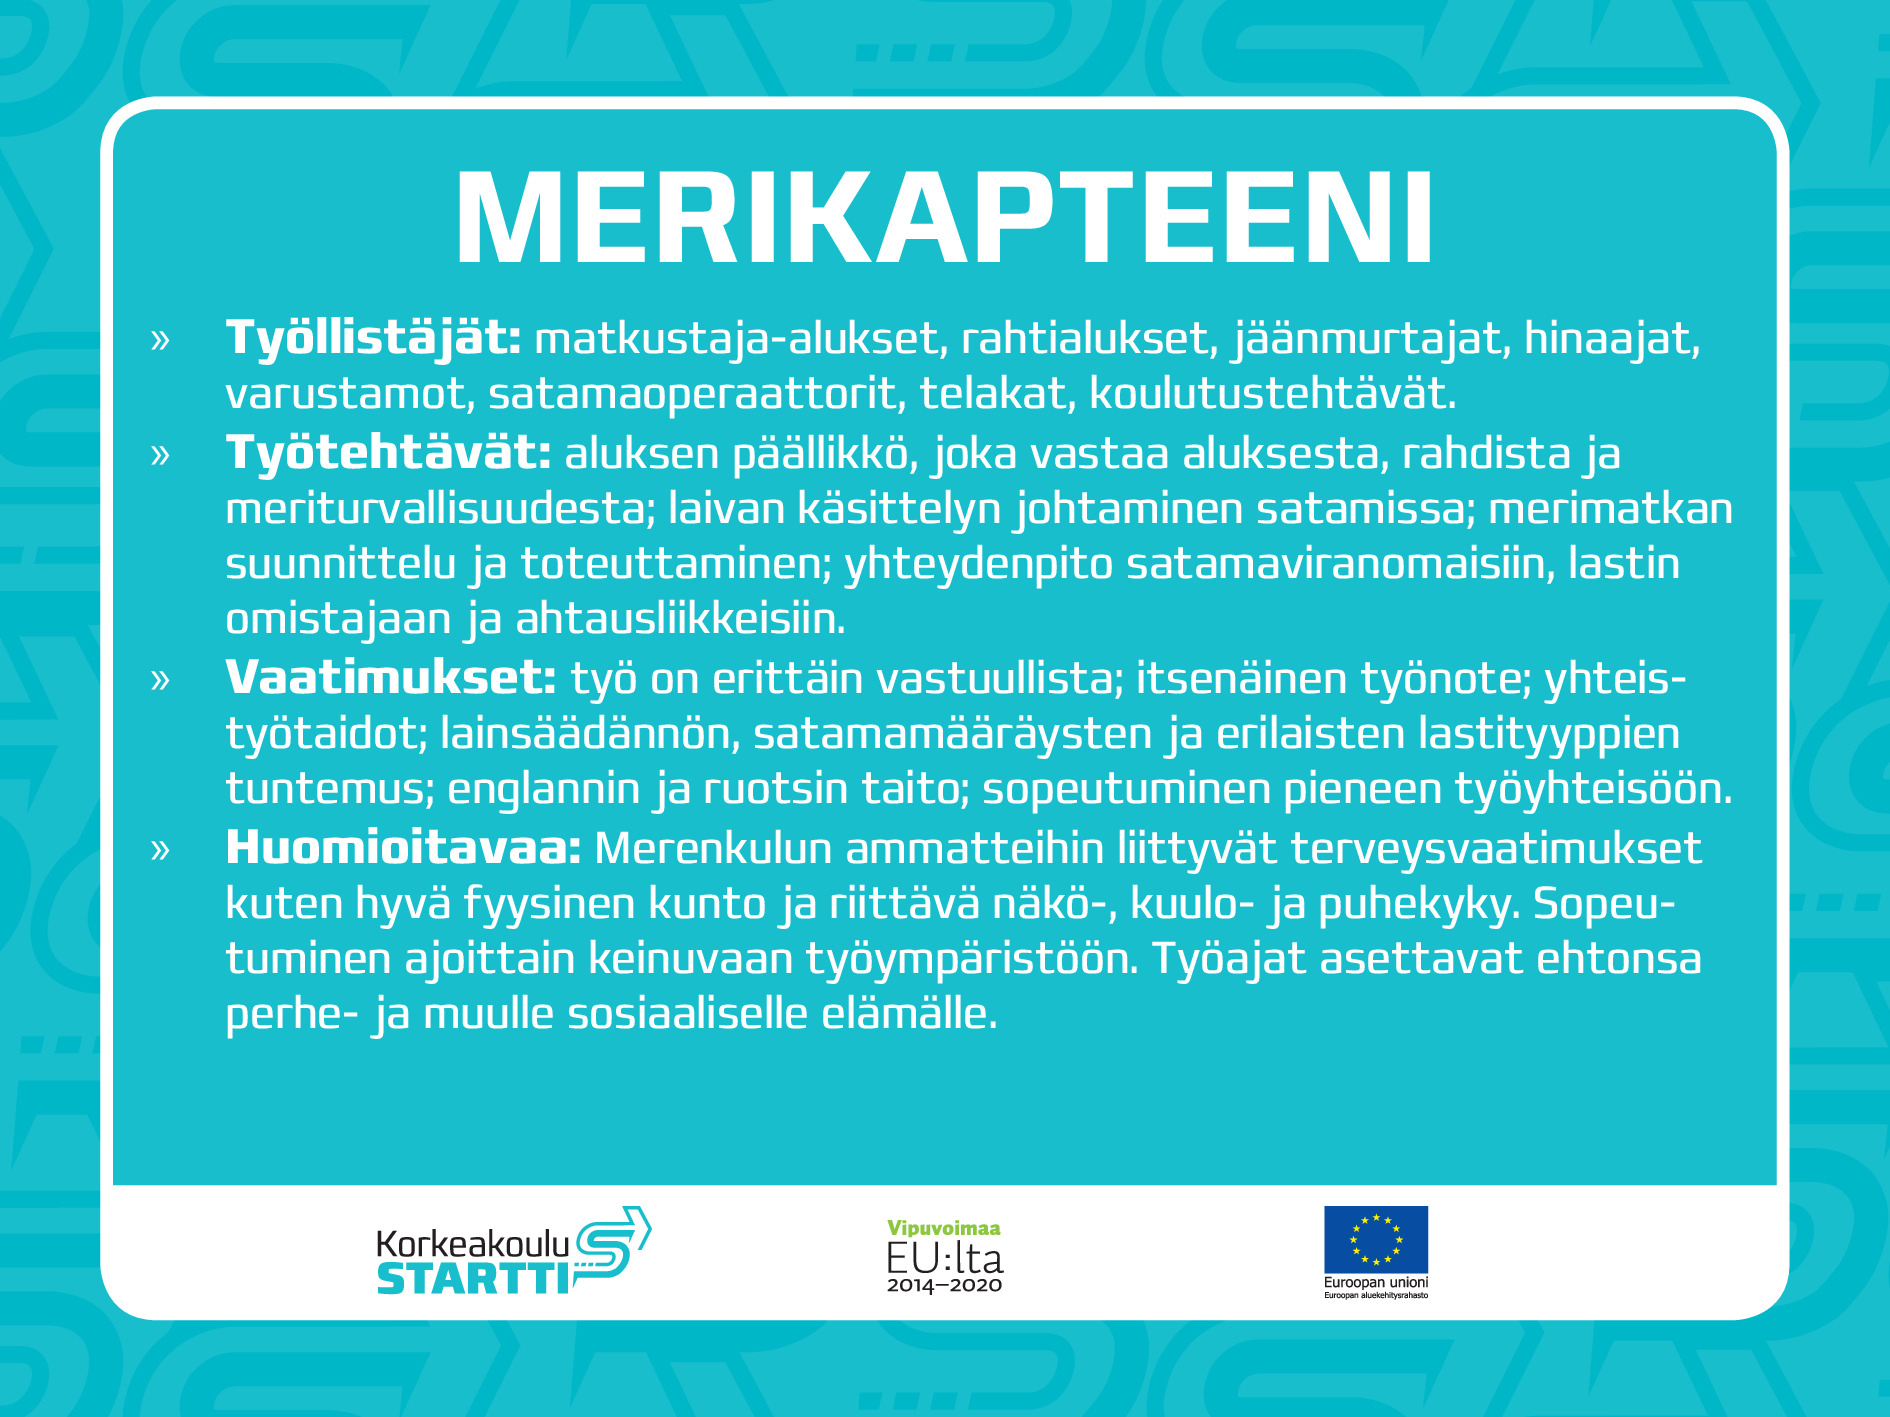 MERIKAPTEENI
» Työllistäjät: matkustaja-alukset, rahtialukset, jäänmurtajat, hinaajat,
varustamot, satamaoperaattorit, telakat, koulutustehtävät.
» Työtehtävät: aluksen päällikkö, joka vastaa aluksesta, rahdista ja
meriturvallisuudesta; laivan käsittelyn johtaminen satamissa; merimatkan
suunnittelu ja toteuttaminen; yhteydenpito satamaviranomaisiin, lastin
omistajaan ja ahtausliikkeisiin.
» Vaatimukset: työ on erittäin vastuullista; itsenäinen työnote; yhteis-
työtaidot; lainsäädännön, satamamääräysten ja erilaisten lastityyppien
tuntemus; englannin ja ruotsin taito; sopeutuminen pieneen työyhteisöön.
» Huomioitavaa: Merenkulun ammatteihin liittyvät terveysvaatimukset
kuten hyvä fyysinen kunto ja riittävä näkö-, kuulo- ja puhekyky. Sopeu-
tuminen ajoittain keinuvaan työympäristöön. Työajat asettavat ehtonsa
perhe- ja muulle sosiaaliselle elämälle.
Korkeakoulu
STARTTI
Vipuvoimaa
EU:lta
2014–2020
Euroopan unioni
Euroopan aluekehitysrahasto